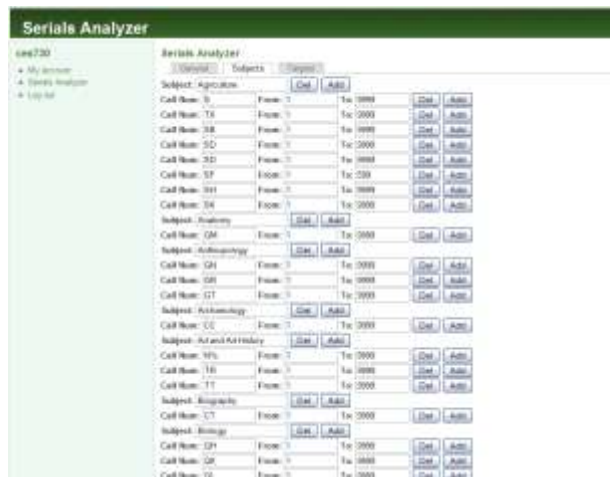 Serials Analyzer
Serials Analyzer
My account
Serials Analyzer
Log out
General Subjects
Subject: Agriculture Del Add
Call Num: S From: 1 To: 9999 Del Add
Call Num: TX From: 1 To: 9999 Del Add
Call Num: SB From: 1 To: 9999 Del Add
Call Num: SD From: 1 To: 9999 Del Add
Call Num: SD From: 1 To: 9999 Del Add
Call Num: SF From: 1 To: Del Add
Call Num: SH From: 1 To: 9999 Del Add
Call Num: SK From: 1 To: 9999 Del Add
Subject: Anatomy Del Add
Call Num: QM From: 1 To: 9999 Del Add
Subject: Anthropology Del Add
Call Num: GN From: 1 To: 9999 Del Add
Call Num: GR From: 1 To: 9999 Del Add
Call Num: GT From: 1 To: 9999 Del Add
Subject: Archaeology Del Add
Call Num: CC From: 1 To: 9999 Del Add
Subject: Art and Art History Del Add
Call Num: From: 1 To: 9999 Del Add
Call Num: TR From: 1 To: 9999 Del Add
Call Num: TT From: 1 To: 9999 Del Add
Subject: Biography Del Add
Call Num: CT From: 1 To: 9999 Del Add
Subject: Biology Del Add
Call Num: QH From: 1 To: 9999 Del Add
Call Num: QK From: 1 To: 9999 Del Add
Call Num: QL From: 1 To: 9999 Del Add